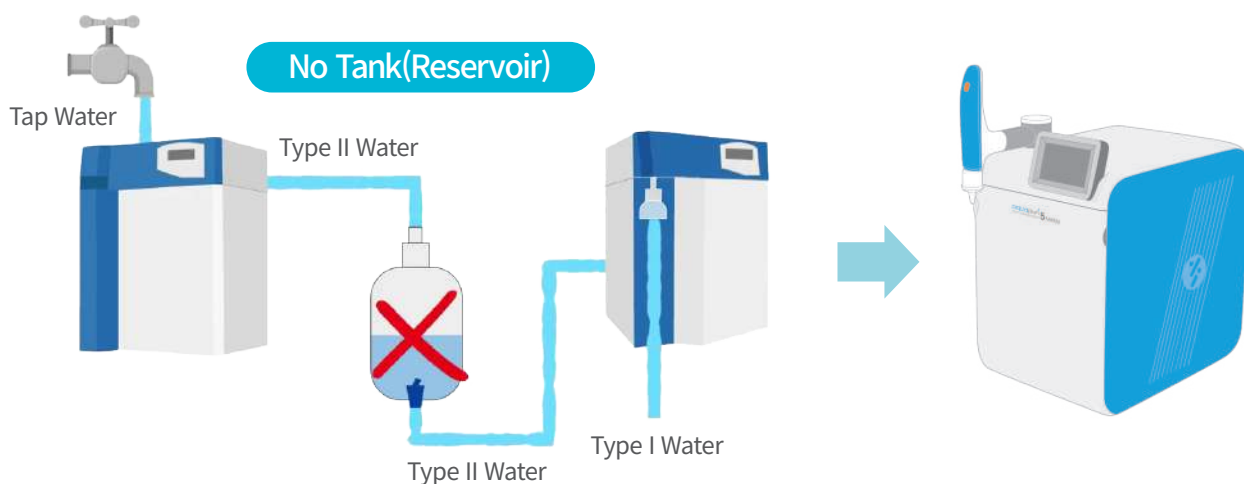 No Tank(Reservoir)
Tap Water
Type II Water
Type II Water
Type I Water